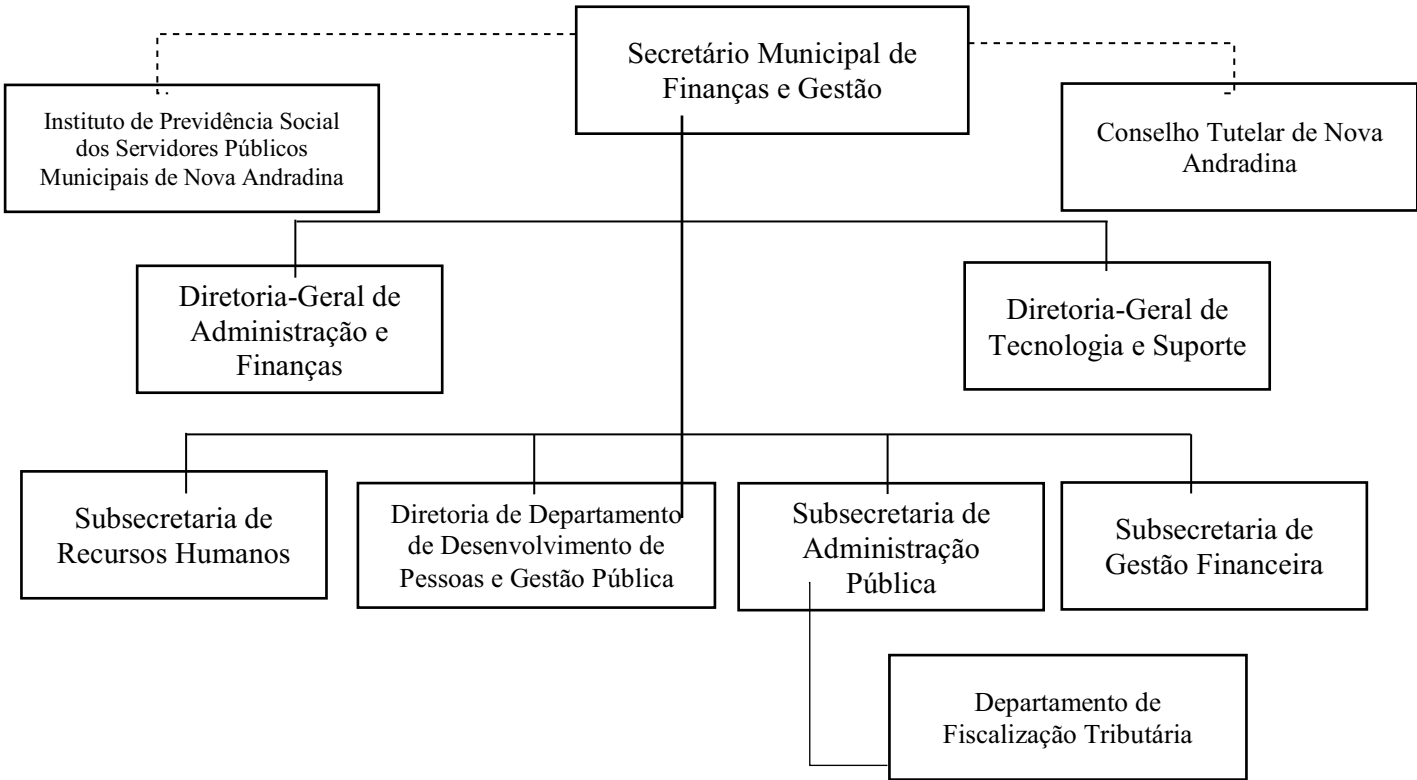 Secretário Municipal de
Finanças e Gestão
Instituto de Previdência Social
dos Servidores Públicos
Municipais de Nova Andradina
Conselho Tutelar de Nova
Andradina
Diretoria-Geral de
Administração e
Finanças
Diretoria-Geral de
Tecnologia e Suporte
Subsecretaria de
Recursos Humanos
Diretoria de Departamento
de Desenvolvimento de
Pessoas e Gestão Pública
Subsecretaria de
Administração
Pública
Subsecretaria de
Gestão Financeira
Departamento de
Fiscalização Tributária